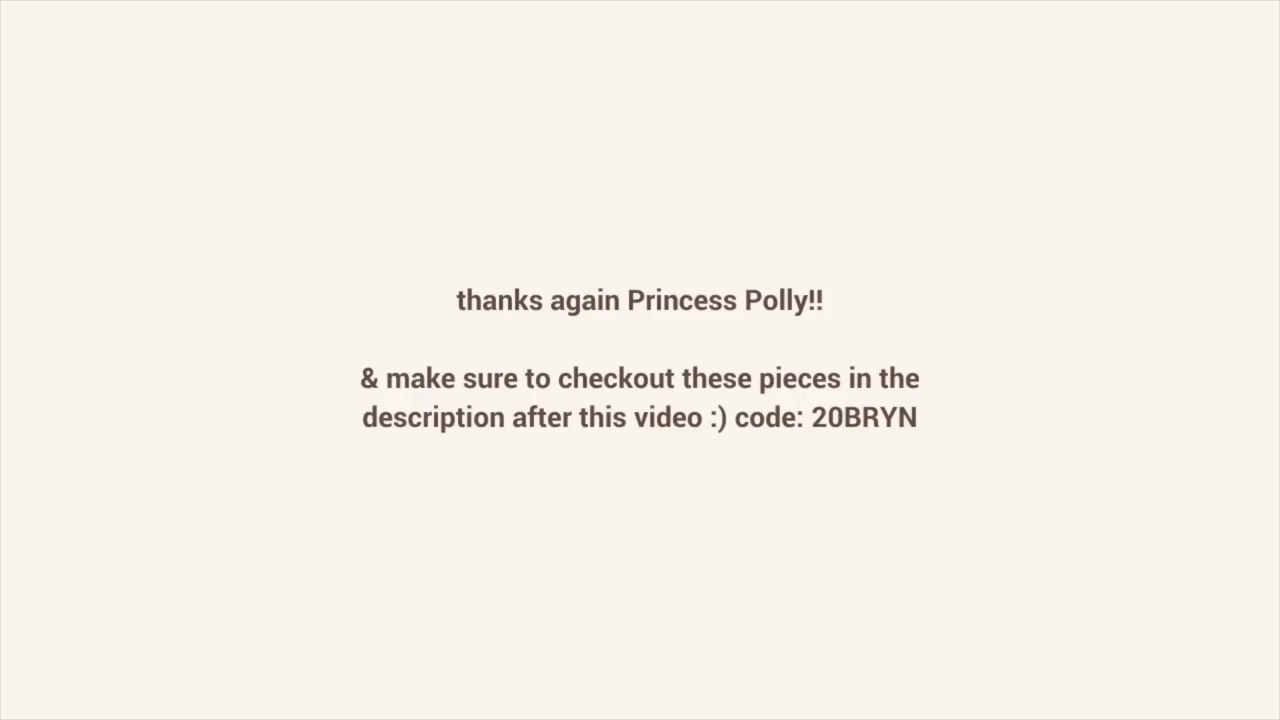 thanks again Princess Polly!!
& make sure to checkout these pieces in the
description after this video :) code: 20BRYN